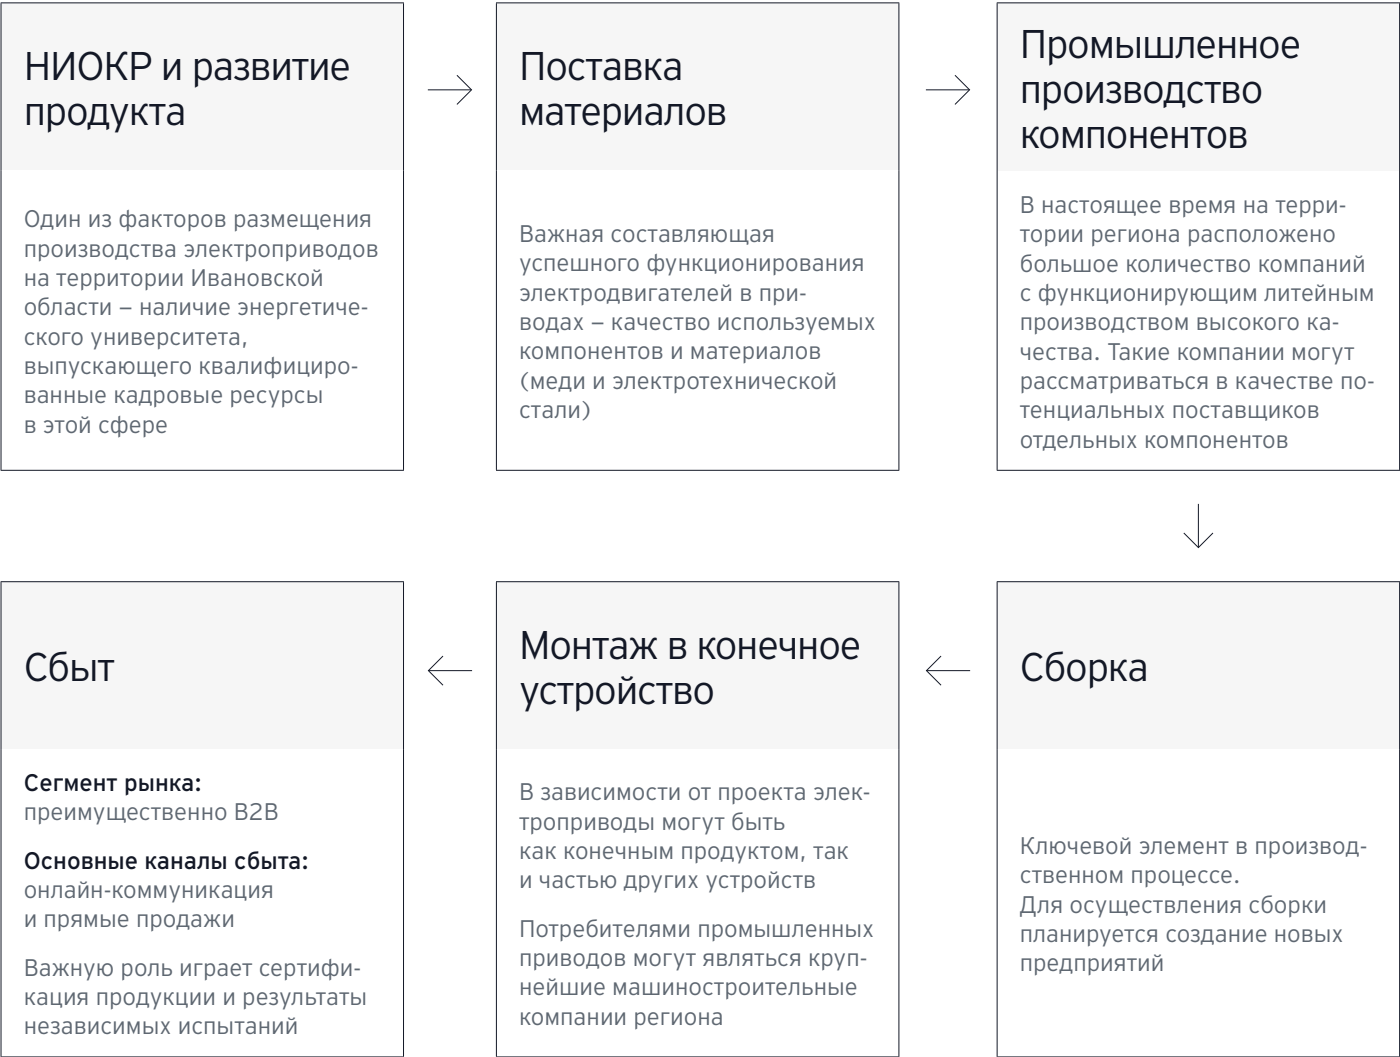 НИОКР и развитие
продукта
Один из факторов размещения
производства электроприводов
на территории Ивановской
области – наличие энергетиче-
ского университета,
выпускающего квалифициро-
ванные кадровые ресурсы
в этой сфере
Поставка
материалов
Важная составляющая
успешного функционирования
электродвигателей в при-
водах – качество используемых
компонентов и материалов
(меди и электротехнической
стали)
Промышленное
производство
компонентов
В настоящее время на терри-
тории региона расположено
большое количество компаний
с функционирующим литейным
производством высокого ка-
чества. Такие компании могут
рассматриваться в качестве по-
тенциальных поставщиков
отдельных компонентов
Сборка
Ключевой элемент в производ-
ственном процессе.
Для осуществления сборки
планируется создание новых
предприятий
Монтаж в конечное
устройство
В зависимости от проекта элек-
троприводы могут быть
как конечным продуктом, так
и частью других устройств
Потребителями промышленных
приводов могут являться круп-
нейшие машиностроительные
компании региона
Сбыт
Сегмент рынка:
преимущественно B2B
Основные каналы сбыта:
онлайн-коммуникация
и прямые продажи
Важную роль играет сертифи-
кация продукции и результаты
независимых испытаний